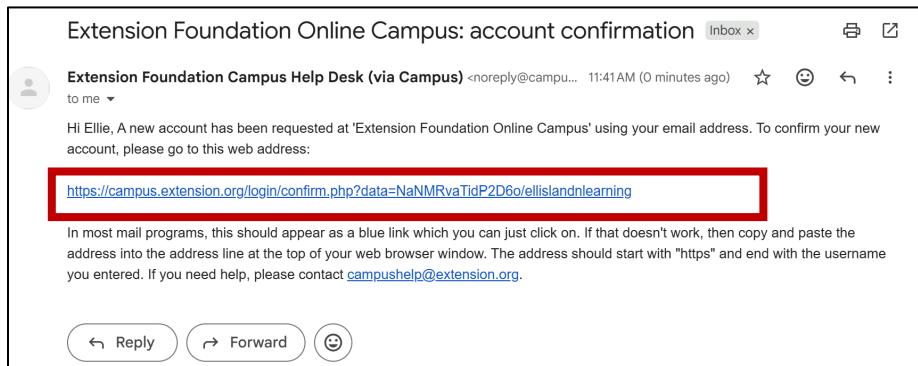 Extension Foundation Online Campus: account confirmation Inbox ×
Extension Foundation Campus Help Desk (via Campus) <noreply@campu... 11:41 AM (0 minutes ago)
to me
Hi Ellie, A new account has been requested at 'Extension Foundation Online Campus' using your email address. To confirm your new
account, please go to this web address:
https://campus.extension.org/login/confirm.php?data=NaNMRvaTidP2D6o/ellislandnlearning
In most mail programs, this should appear as a blue link which you can just click on. If that doesn't work, then copy and paste the
address into the address line at the top of your web browser window. The address should start with "https" and end with the username
you entered. If you need help, please contact campushelp@extension.org.
Reply Forward